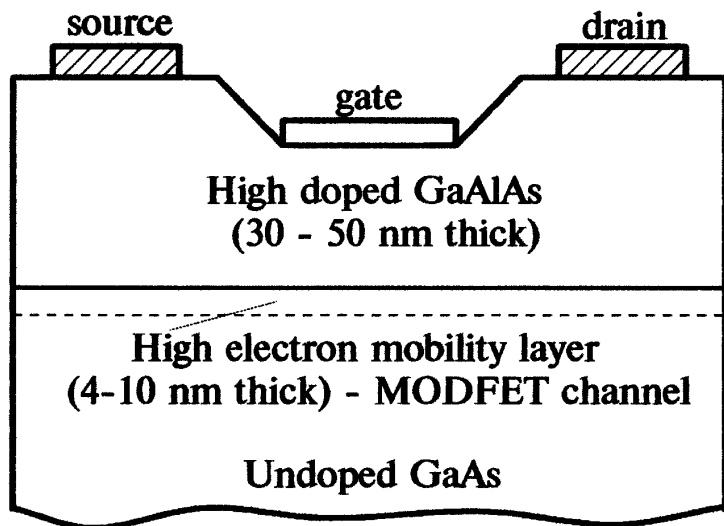 source
drain
gate
High doped GaAlAs
(30 - 50 nm thick)
High electron mobility layer
(4-10 nm thick) - MODFET channel
Undoped GaAs